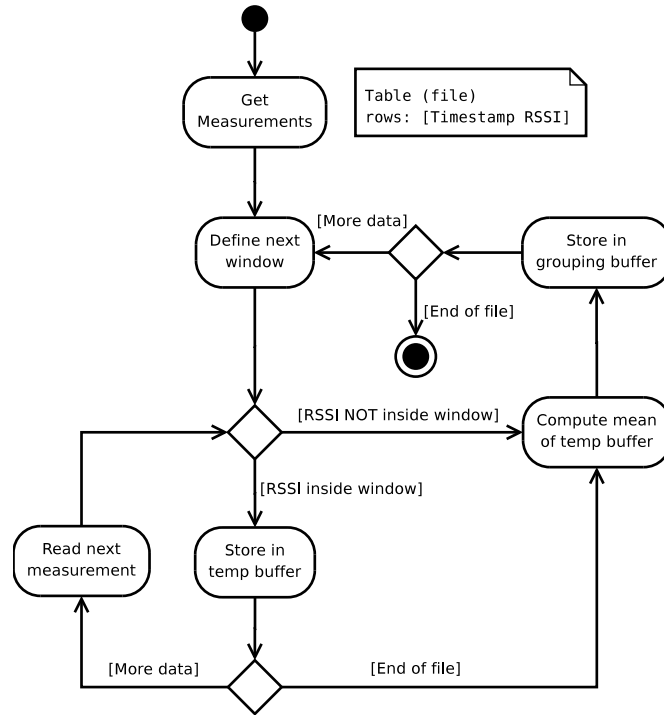 Get
Measurements
Table (file)
rows: [Timestamp RSSI]
[More data]
Define next
window
Store in
grouping buffer
[End of file]
[RSSI NOT inside window]
Compute mean
of temp buffer
[RSSI inside window]
Read next
measurement
Store in
temp buffer
[More data]
[End of file]